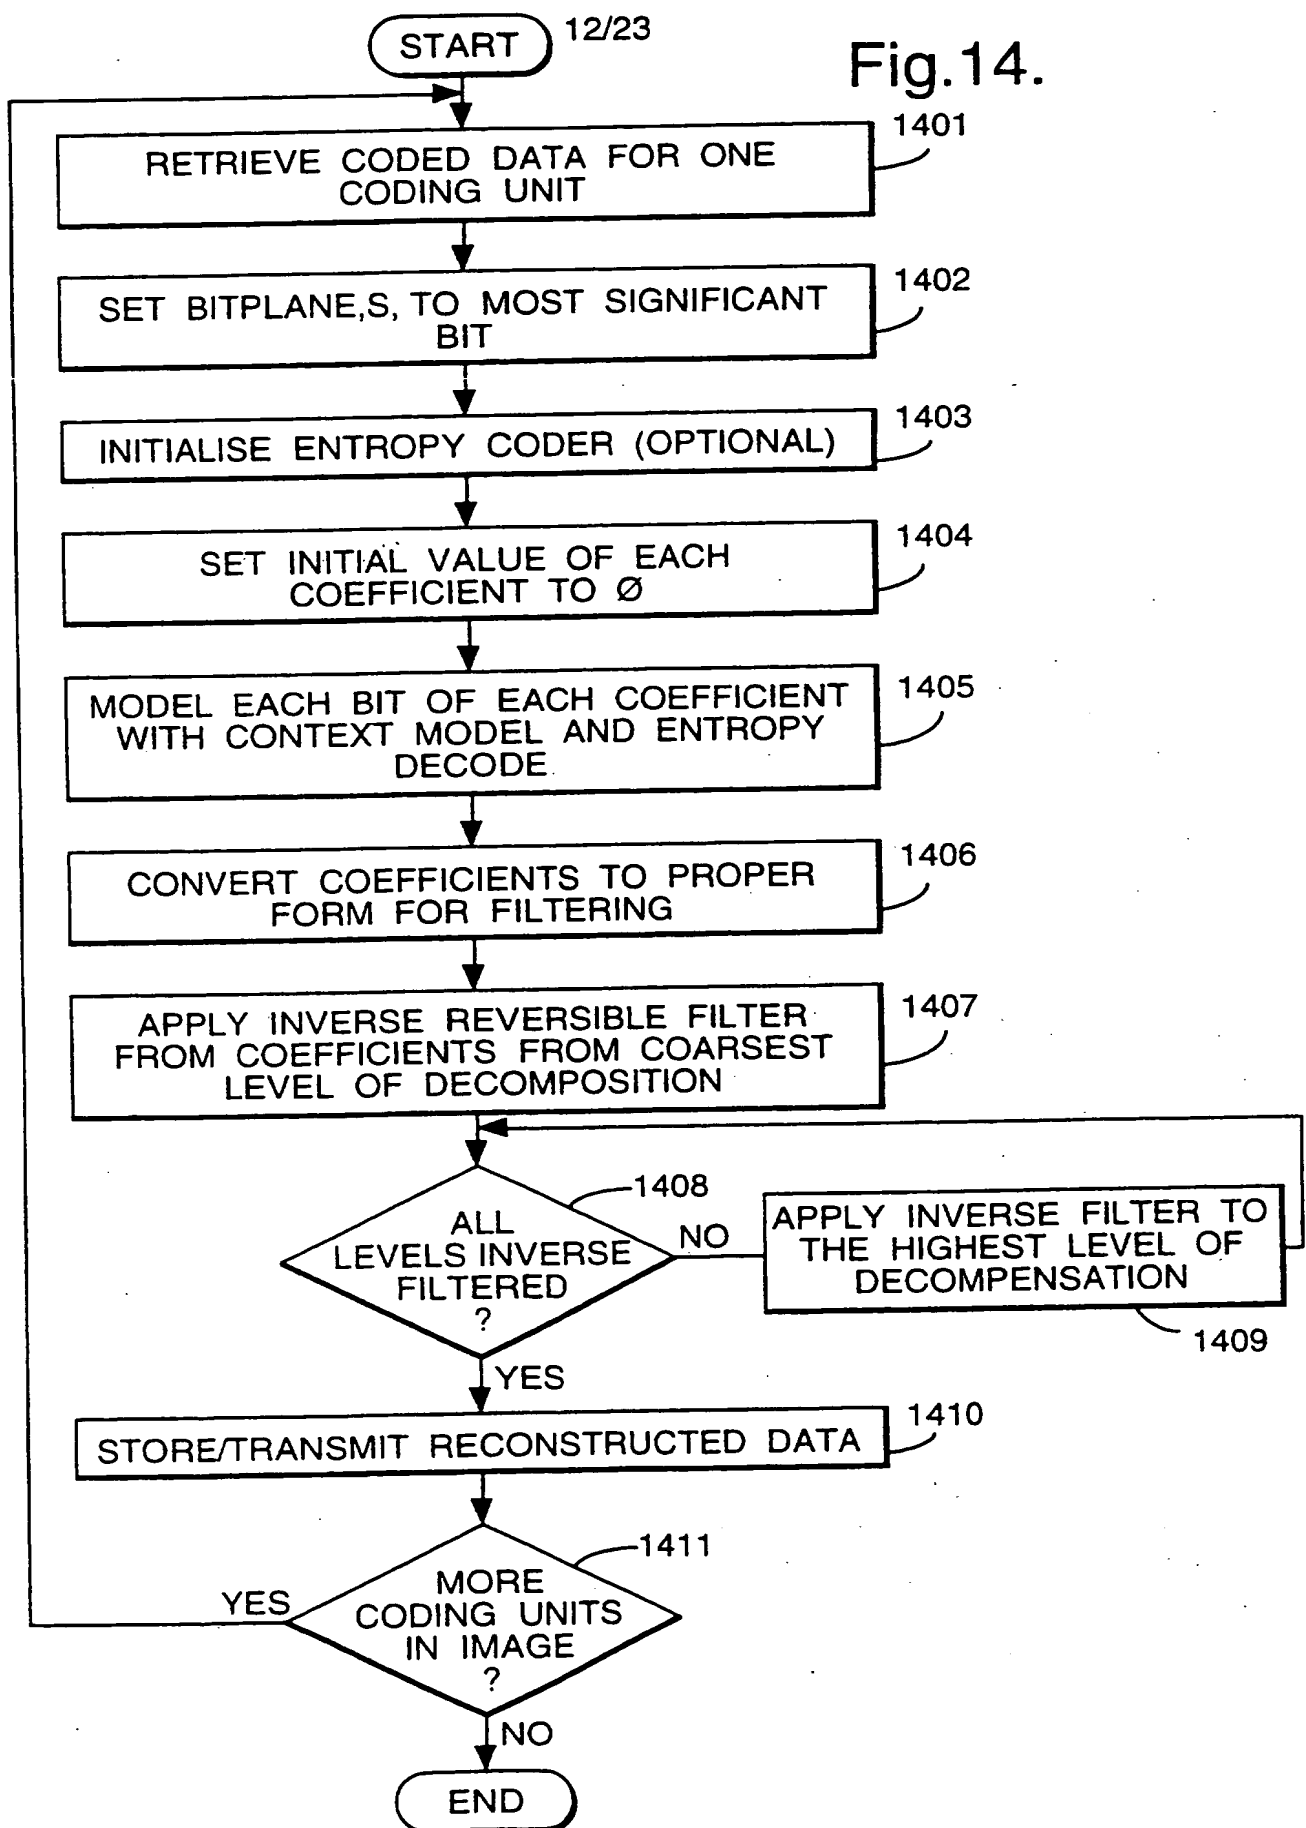 START
12/23
Fig.14.
1401
RETRIEVE CODED DATA FOR ONE
CODING UNIT
1402
SET BITPLANE,S, TO MOST SIGNIFICANT
BIT
1403
INITIALISE ENTROPY CODER (OPTIONAL)
1404
SET INITIAL VALUE OF EACH
COEFFICIENT TO Ø
1405
MODEL EACH BIT OF EACH COEFFICIENT
WITH CONTEXT MODEL AND ENTROPY
DECODE
1406
CONVERT COEFFICIENTS TO PROPER
FORM FOR FILTERING
1407
APPLY INVERSE REVERSIBLE FILTER
FROM COEFFICIENTS FROM COARSEST
LEVEL OF DECOMPOSITION
1408
ALL
LEVELS INVERSE
FILTERED
?
NO
APPLY INVERSE FILTER TO
THE HIGHEST LEVEL OF
DECOMPENSATION
1409
YES
1410
STORE/TRANSMIT RECONSTRUCTED DATA
1411
MORE
CODING UNITS
IN IMAGE
?
YES
NO
END